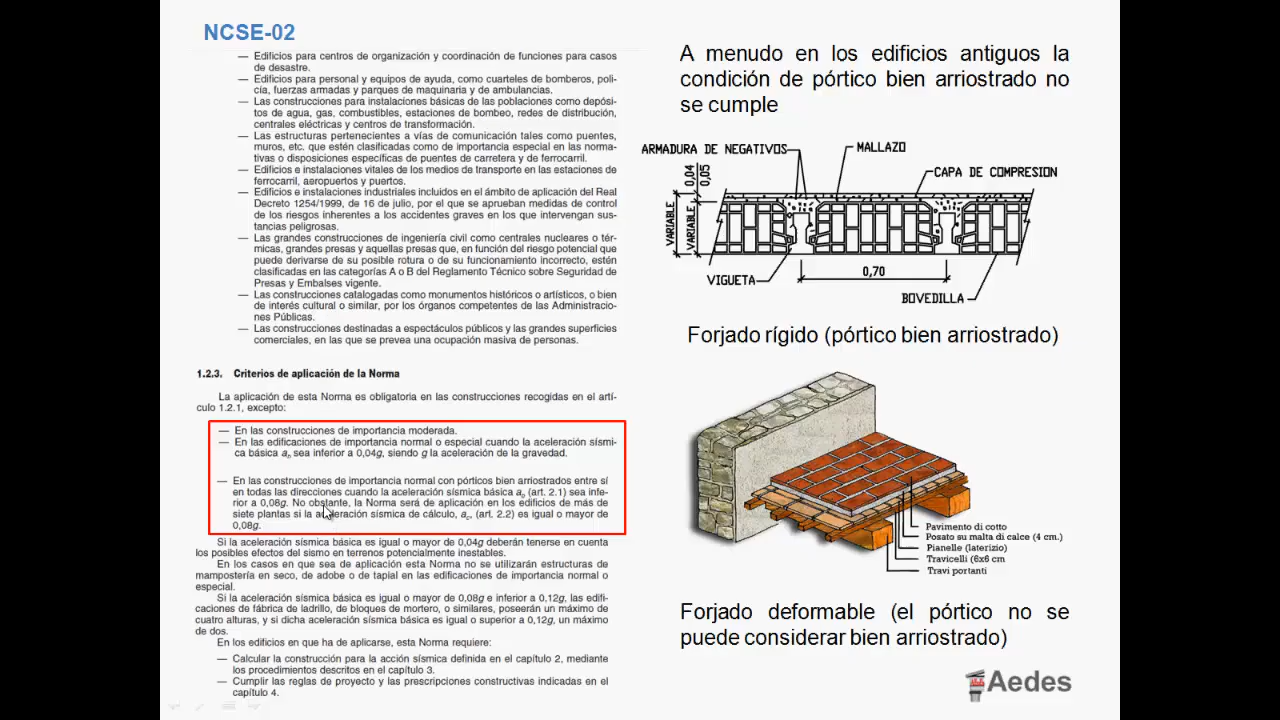 NCSE-02
— Edificios para centros de organización y coordinación de funciones para casos
de desastre.
— Edificios para personal y equipos de ayuda, como cuarteles de bomberos, poli-
cía, fuerzas armadas y parques de maquinaria y de ambulancias.
— Las construcciones para instalaciones básicas de las poblaciones como depósi-
tos de agua, gas, combustibles, estaciones de bombeo, redes de distribución,
centrales eléctricas y centros de transformación.
— Las estructuras pertenecientes a vías de comunicación tales como puentes,
muros, etc. que estén clasificadas como de importancia especial en las norma-
tivas o disposiciones específicas de puentes de carretera y de ferrocarril.
— Edificios e instalaciones vitales de los medios de transporte en las estaciones de
ferrocarril, aeropuertos y puertos.
— Edificios e instalaciones industriales incluidos en el ámbito de aplicación del Real
Decreto 1254/1999, de 16 de julio, por el que se aprueban medidas de control
de los riesgos inherentes a los accidentes graves en los que intervengan sus-
tancias peligrosas.
— Las grandes construcciones de ingeniería civil como centrales nucleares o tér-
micas, grandes presas y aquellas presas que, en función del riesgo potencial que
puede derivarse de su posible rotura o de su funcionamiento incorrecto, estén
clasificadas en las categorías A o B del Reglamento Técnico sobre Seguridad de
Presas y Embalses vigente.
— Las construcciones catalogadas como monumentos históricos o artísticos, o bien
de interés cultural o similar, por los órganos competentes de las Administracio-
nes Públicas.
— Las construcciones destinadas a espectáculos públicos y las grandes superficies
comerciales, en las que se prevea una ocupación masiva de personas.
1.2.3. Criterios de aplicación de la Norma
La aplicación de esta Norma es obligatoria en las construcciones recogidas en el artí-
culo 1.2.1, excepto:
— En las construcciones de importancia moderada.
— En las edificaciones de importancia normal o especial cuando la aceleración sísmi-
ca básica ab sea inferior a 0,04g, siendo g la aceleración de la gravedad.
— En las construcciones de importancia normal con pórticos bien arriostrados entre sí
en todas las direcciones cuando la aceleración sísmica básica ab (art. 2.1) sea infe-
rior a 0,08g. No obstante, la Norma será de aplicación en los edificios de más de
siete plantas si la aceleración sísmica de cálculo, ac, (art. 2.2) es igual o mayor de
0,08g.
Si la aceleración sísmica básica es igual o mayor de 0,04g deberán tenerse en cuenta
los posibles efectos del sismo en terrenos potencialmente inestables.
En los casos en que sea de aplicación esta Norma no se utilizarán estructuras de
mampostería en seco, de adobe o de tapial en las edificaciones de importancia normal o
especial.
Si la aceleración sísmica básica es igual o mayor de 0,08g e inferior a 0,12g, las edifi-
caciones de fábrica de ladrillo, de bloques de mortero, o similares, poseerán un máximo de
cuatro alturas, y si dicha aceleración sísmica básica es igual o superior a 0,12g, un máximo
de dos.
En los edificios en que ha de aplicarse, esta Norma requiere:
— Calcular la construcción para la acción sísmica definida en el capítulo 2, mediante
los procedimientos descritos en el capítulo 3.
— Cumplir las reglas de proyecto y las prescripciones constructivas indicadas en el
capítulo 4.
A menudo en los edificios antiguos la
condición de pórtico bien arriostrado no
se cumple
ARMADURA DE NEGATIVOS
MALLAZO
CAPA DE COMPRESION
0,04
0,05
VARIABLE
VARIABLE
VIGUETA
0,70
BOVEDILLA
Forjado rígido (pórtico bien arriostrado)
Pavimento di cotto
Posato su malta di calce (4 cm.)
Pianelle (laterizio)
Travicelli (6x6 cm
Travi portanti
Forjado deformable (el pórtico no se
puede considerar bien arriostrado)
Aedes